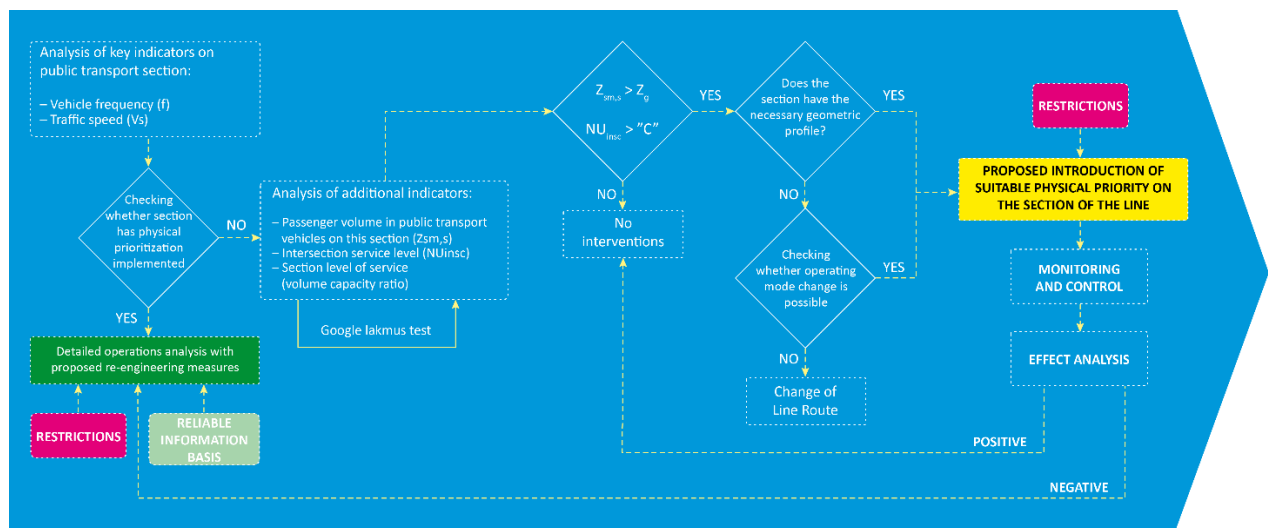 Analysis of key indicators on
public transport section:
– Vehicle frequency (f)
– Traffic speed (Vs)
Checking
whether section
has physical
prioritization
implemented
NO
YES
Detailed operations analysis with
proposed re-engineering measures
RESTRICTIONS
RELIABLE
INFORMATION
BASIS
Analysis of additional indicators:
– Passenger volume in public transport
vehicles on this section (Zsm,s)
– Intersection service level (NUinsc)
– Section level of service
(volume capacity ratio)
Google lakmus test
Zsm,s > Zg
NUinsc > ”C”
YES
NO
No
interventions
Does the
section have the
necessary geometric
profile?
YES
NO
Checking
whether operating
mode change is
possible
YES
NO
Change of
Line Route
RESTRICTIONS
PROPOSED INTRODUCTION OF
SUITABLE PHYSICAL PRIORITY ON
THE SECTION OF THE LINE
MONITORING
AND CONTROL
EFFECT ANALYSIS
POSITIVE
NEGATIVE